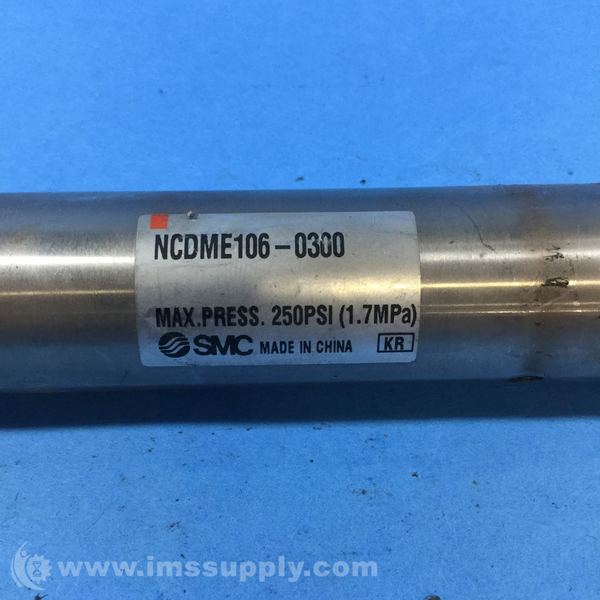 NCDME106-0300
MAX.PRESS. 250PSI (1.7MPa)
SMC MADE IN CHINA KR
www.imssupply.com